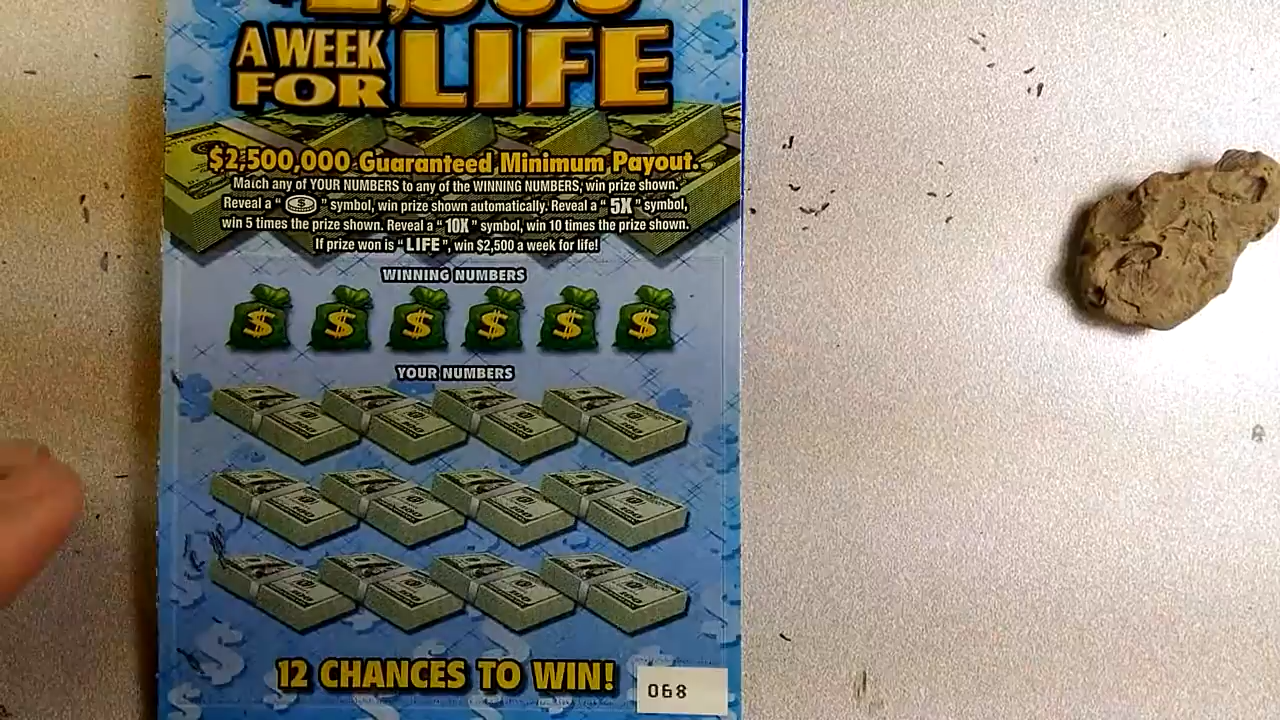 $2,500
A WEEK
FOR LIFE
$2,500,000 Guaranteed Minimum Payout.
Match any of YOUR NUMBERS to any of the WINNING NUMBERS, win prize shown.
Reveal a " $ " symbol, win prize shown automatically. Reveal a " 5X " symbol,
win 5 times the prize shown. Reveal a " 10X " symbol, win 10 times the prize shown.
If prize won is " LIFE ", win $2,500 a week for life!
WINNING NUMBERS
$ $ $ $ $ $
YOUR NUMBERS
12 CHANCES TO WIN!
068